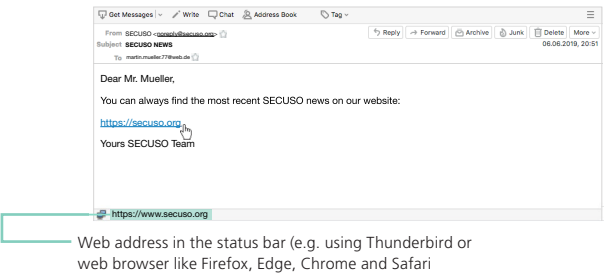 Get Messages Write Chat Address Book Tag
From SECUSO <noreply@secuso.org> Reply Forward Archive Junk Delete More
Subject SECUSO NEWS 06.06.2019, 20:51
To martin.mueller.77@web.de
Dear Mr. Mueller,
You can always find the most recent SECUSO news on our website:
https://secuso.org
Yours SECUSO Team
https://www.secuso.org
Web address in the status bar (e.g. using Thunderbird or
web browser like Firefox, Edge, Chrome and Safari